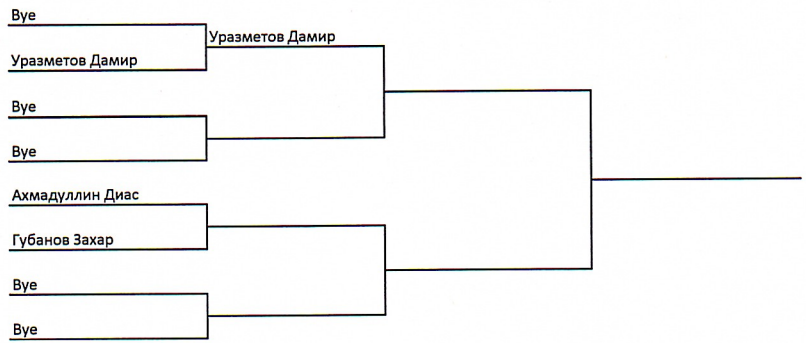 Bye
Уразметов Дамир
Уразметов Дамир
Bye
Bye
Ахмадуллин Диас
Губанов Захар
Bye
Bye